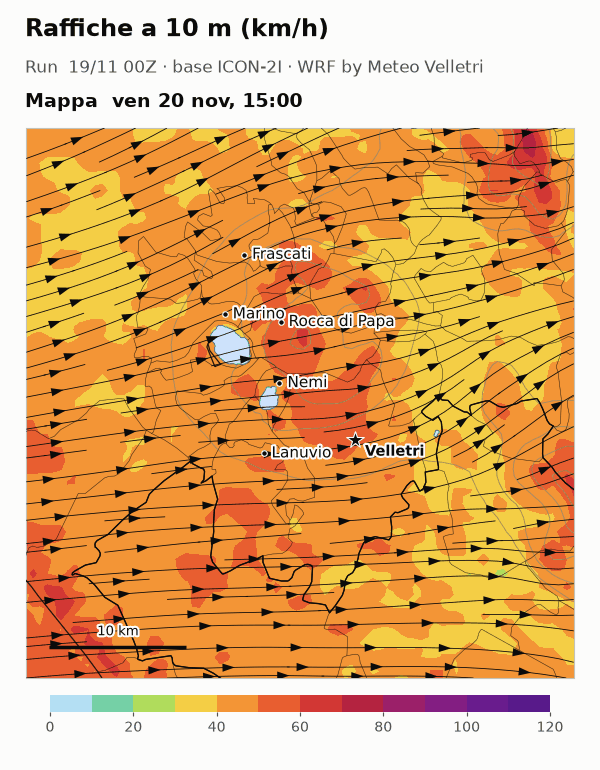 Raffiche a 10 m (km/h)
Run  19/11 00Z · base ICON-2I · WRF by Meteo Velletri
Mappa  ven 20 nov, 15:00
Frascati
Marino
Rocca di Papa
Nemi
Velletri
Lanuvio
10 km
0 20 40 60 80 100 120